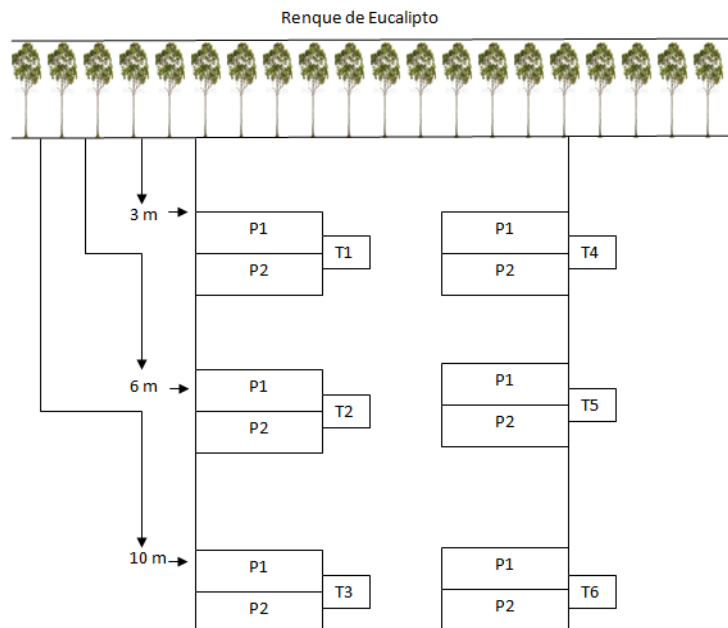 Renque de Eucalipto
3 m
P1
P2
T1
P1
P2
T4
6 m
P1
P2
T2
P1
P2
T5
10 m
P1
P2
T3
P1
P2
T6